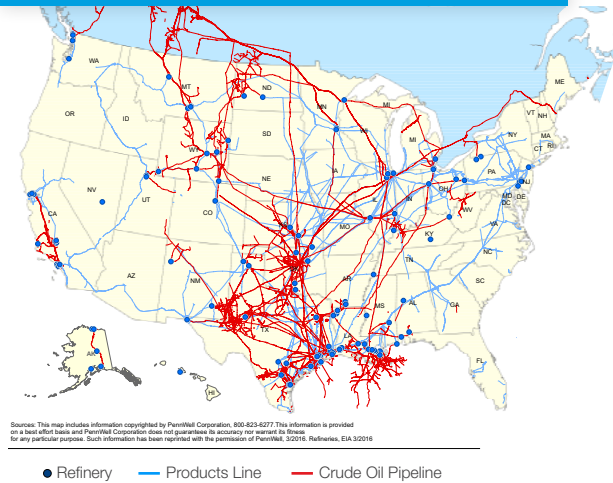 WA
ME
MT
ND
MN
VT
NH
OR
ID
MI
WI
MI
NY
MA
CT
RI
SD
WY
IA
PA
NJ
NE
OH
MD
DE
DC
NV
UT
CO
IL
IN
WV
VA
CA
MO
KY
NC
TN
AZ
NM
AR
SC
MS
AL
GA
TX
LA
AK
FL
HI
Sources: This map includes information copyrighted by PennWell Corporation, 800-823-6277.This information is provided
on a best effort basis and PennWell Corporation does not guarantee its accuracy nor warrant its fitness
for any particular purpose. Such information has been reprinted with the permission of PennWell, 3/2016. Refineries, EIA 3/2016
Refinery
Products Line
Crude Oil Pipeline